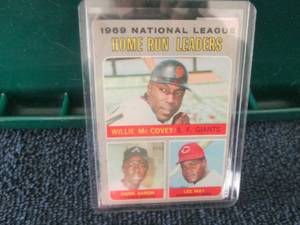 1969 NATIONAL LEAGUE
HOME RUN LEADERS
WILLIE McCOVEY/S. F. GIANTS
HANK AARON
LEE MAY